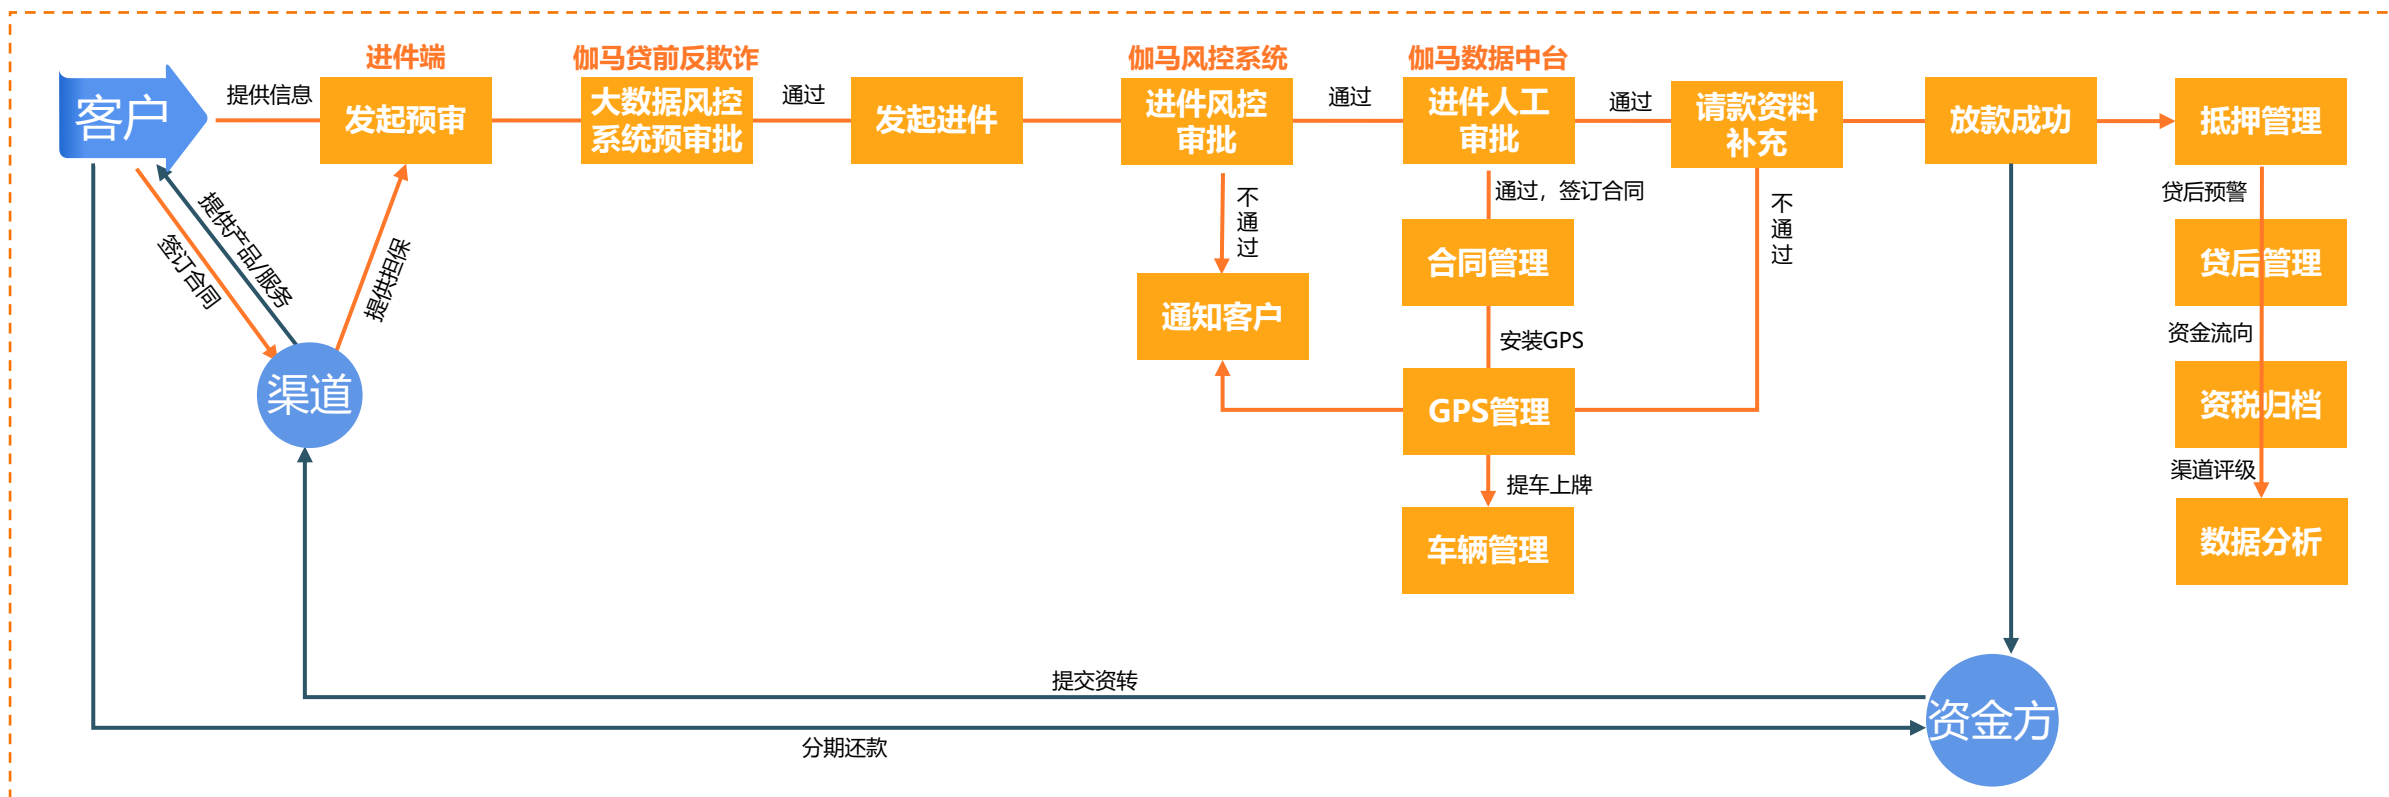 进件端
伽马贷前反欺诈
伽马风控系统
伽马数据中台
客户
提供信息
发起预审
大数据风控
系统预审批
通过
发起进件
进件风控
审批
通过
进件人工
审批
通过
请款资料
补充
放款成功
抵押管理
提供产品/服务
签订合同
提供担保
不
通
过
通过，签订合同
不
通
过
贷后预警
合同管理
贷后管理
通知客户
安装GPS
资金流向
渠道
GPS管理
资税归档
提车上牌
渠道评级
车辆管理
数据分析
提交资转
资金方
分期还款